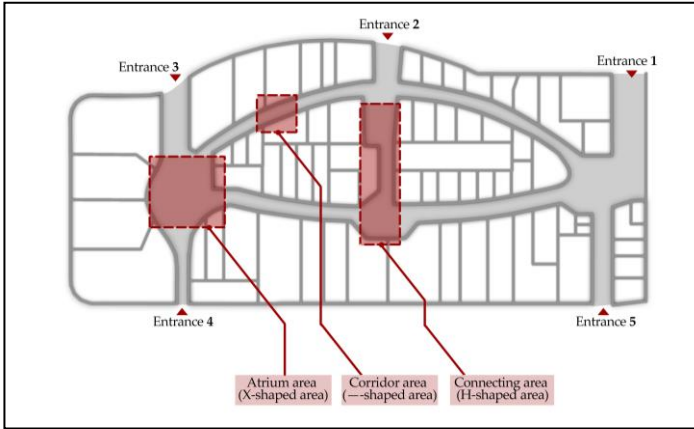 Entrance 2
Entrance 1
Entrance 3
Entrance 4
Entrance 5
Atrium area
(X-shaped area)
Corridor area
(—-shaped area)
Connecting area
(H-shaped area)